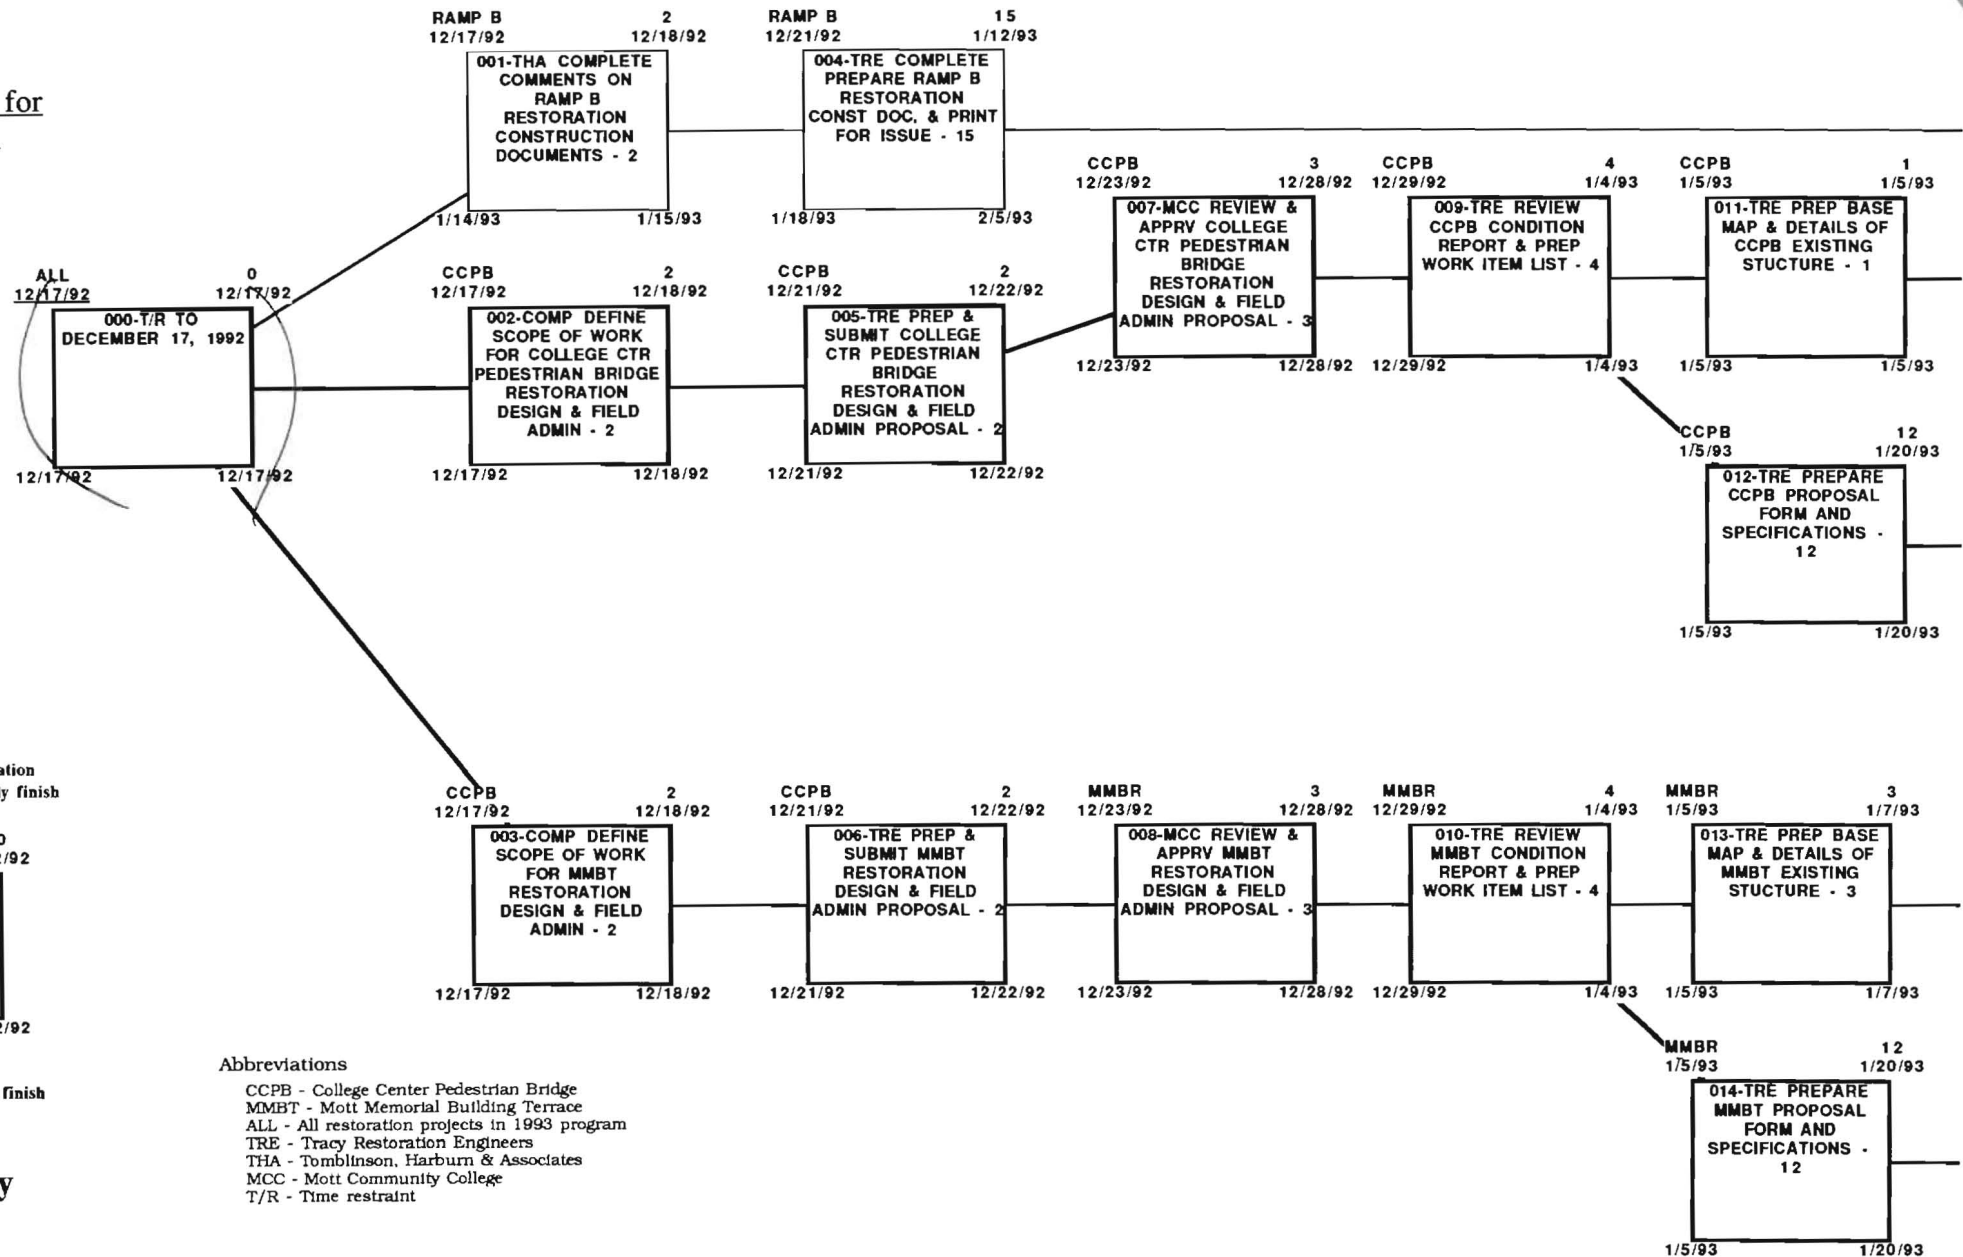 for
RAMP B 2
12/17/92 12/18/92
001-THA COMPLETE
COMMENTS ON
RAMP B
RESTORATION
CONSTRUCTION
DOCUMENTS - 2
1/14/93 1/15/93
RAMP B 15
12/21/92 1/12/93
004-TRE COMPLETE
PREPARE RAMP B
RESTORATION
CONST DOC. & PRINT
FOR ISSUE - 15
1/18/93 2/5/93
ALL 0
12/17/92 12/17/92
000-T/R TO
DECEMBER 17, 1992
12/17/92 12/17/92
CCPB 2
12/17/92 12/18/92
002-COMP DEFINE
SCOPE OF WORK
FOR COLLEGE CTR
PEDESTRIAN BRIDGE
RESTORATION
DESIGN & FIELD
ADMIN - 2
12/17/92 12/18/92
CCPB 2
12/21/92 12/22/92
005-TRE PREP &
SUBMIT COLLEGE
CTR PEDESTRIAN
BRIDGE
RESTORATION
DESIGN & FIELD
ADMIN PROPOSAL - 2
12/21/92 12/22/92
CCPB 3
12/23/92 12/28/92
007-MCC REVIEW &
APPRV COLLEGE
CTR PEDESTRIAN
BRIDGE
RESTORATION
DESIGN & FIELD
ADMIN PROPOSAL - 3
12/23/92 12/28/92
CCPB 4
12/29/92 1/4/93
009-TRE REVIEW
CCPB CONDITION
REPORT & PREP
WORK ITEM LIST - 4
12/29/92 1/4/93
CCPB 1
1/5/93 1/5/93
011-TRE PREP BASE
MAP & DETAILS OF
CCPB EXISTING
STUCTURE - 1
1/5/93 1/5/93
CCPB 12
1/5/93 1/20/93
012-TRE PREPARE
CCPB PROPOSAL
FORM AND
SPECIFICATIONS -
12
1/5/93 1/20/93
ation
y finish
0
/92
/92
finish
y
CCPB 2
12/17/92 12/18/92
003-COMP DEFINE
SCOPE OF WORK
FOR MMBT
RESTORATION
DESIGN & FIELD
ADMIN - 2
12/17/92 12/18/92
CCPB 2
12/21/92 12/22/92
006-TRE PREP &
SUBMIT MMBT
RESTORATION
DESIGN & FIELD
ADMIN PROPOSAL - 2
12/21/92 12/22/92
MMBR 3
12/23/92 12/28/92
008-MCC REVIEW &
APPRV MMBT
RESTORATION
DESIGN & FIELD
ADMIN PROPOSAL - 3
12/23/92 12/28/92
MMBR 4
12/29/92 1/4/93
010-TRE REVIEW
MMBT CONDITION
REPORT & PREP
WORK ITEM LIST - 4
12/29/92 1/4/93
MMBR 3
1/5/93 1/7/93
013-TRE PREP BASE
MAP & DETAILS OF
MMBT EXISTING
STUCTURE - 3
1/5/93 1/7/93
MMBR 12
1/5/93 1/20/93
014-TRE PREPARE
MMBT PROPOSAL
FORM AND
SPECIFICATIONS -
12
1/5/93 1/20/93
Abbreviations
CCPB - College Center Pedestrian Bridge
MMBT - Mott Memorial Building Terrace
ALL - All restoration projects in 1993 program
TRE - Tracy Restoration Engineers
THA - Tomblinson, Harburn & Associates
MCC - Mott Community College
T/R - Time restraint